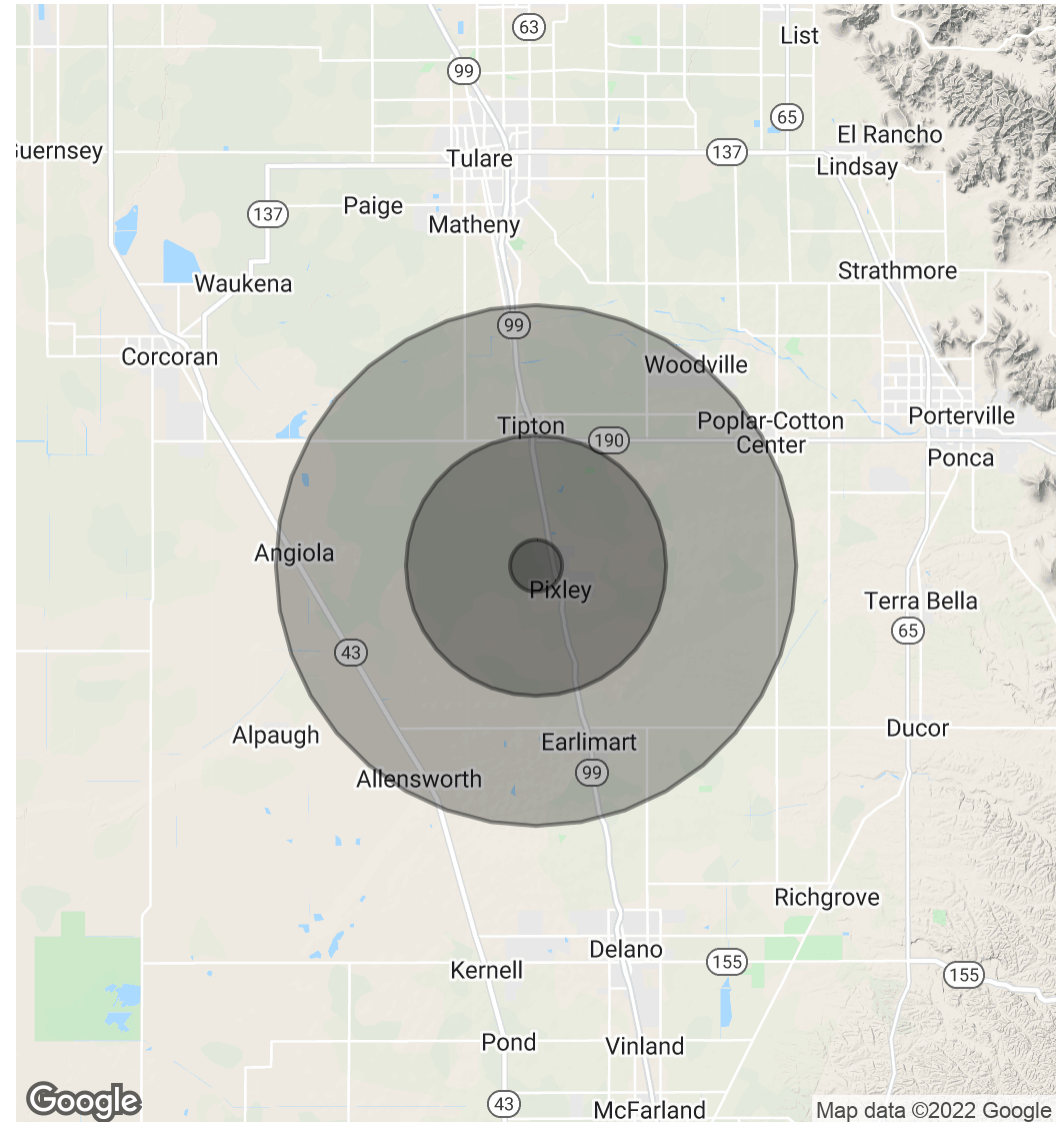 63
List
99
65
El Rancho
uernsey
Tulare
137
Lindsay
137
Paige
Matheny
Strathmore
Waukena
99
Corcoran
Woodville
Tipton
Poplar-Cotton
Center
190
Porterville
Ponca
Angiola
Pixley
Terra Bella
65
43
Alpaugh
Earlimart
Ducor
Allensworth
99
Richgrove
Delano
Kernell
155
155
Pond
Vinland
Google
43
McFarland
Map data ©2022 Google